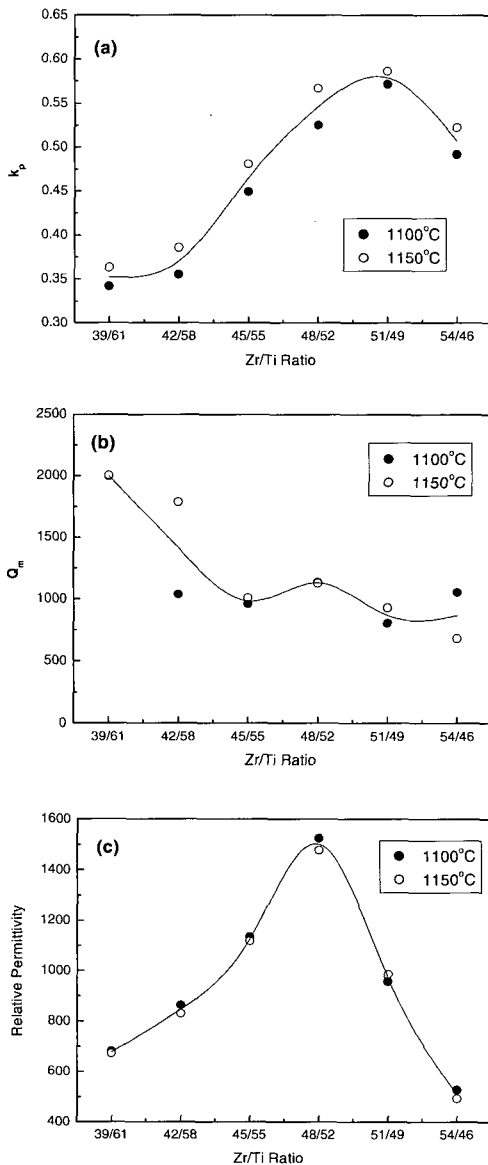 (a)
0.65
0.60
0.55
0.50
0.45
0.40
0.35
0.30
kp
1100°C
1150°C
39/61 42/58 45/55 48/52 51/49 54/46
Zr/Ti Ratio
(b)
2500
2000
1500
1000
500
0
Qm
1100°C
1150°C
39/61 42/58 45/55 48/52 51/49 54/46
Zr/Ti Ratio
(c)
1600
1400
1200
1000
800
600
400
Relative Permittivity
1100°C
1150°C
39/61 42/58 45/55 48/52 51/49 54/46
Zr/Ti Ratio